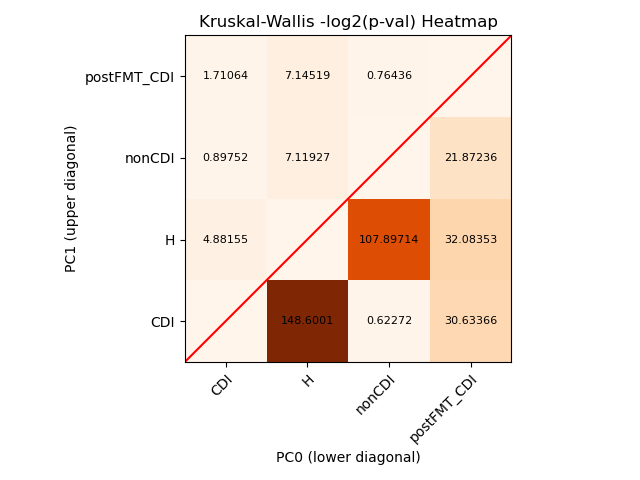 Kruskal-Wallis -log2(p-val) Heatmap
PC1 (upper diagonal)
postFMT_CDI
1.71064 7.14519 0.76436
nonCDI
0.89752 7.11927 21.87236
H
4.88155 107.89714 32.08353
CDI
148.6001 0.62272 30.63366
CDI H nonCDI postFMT_CDI
PC0 (lower diagonal)